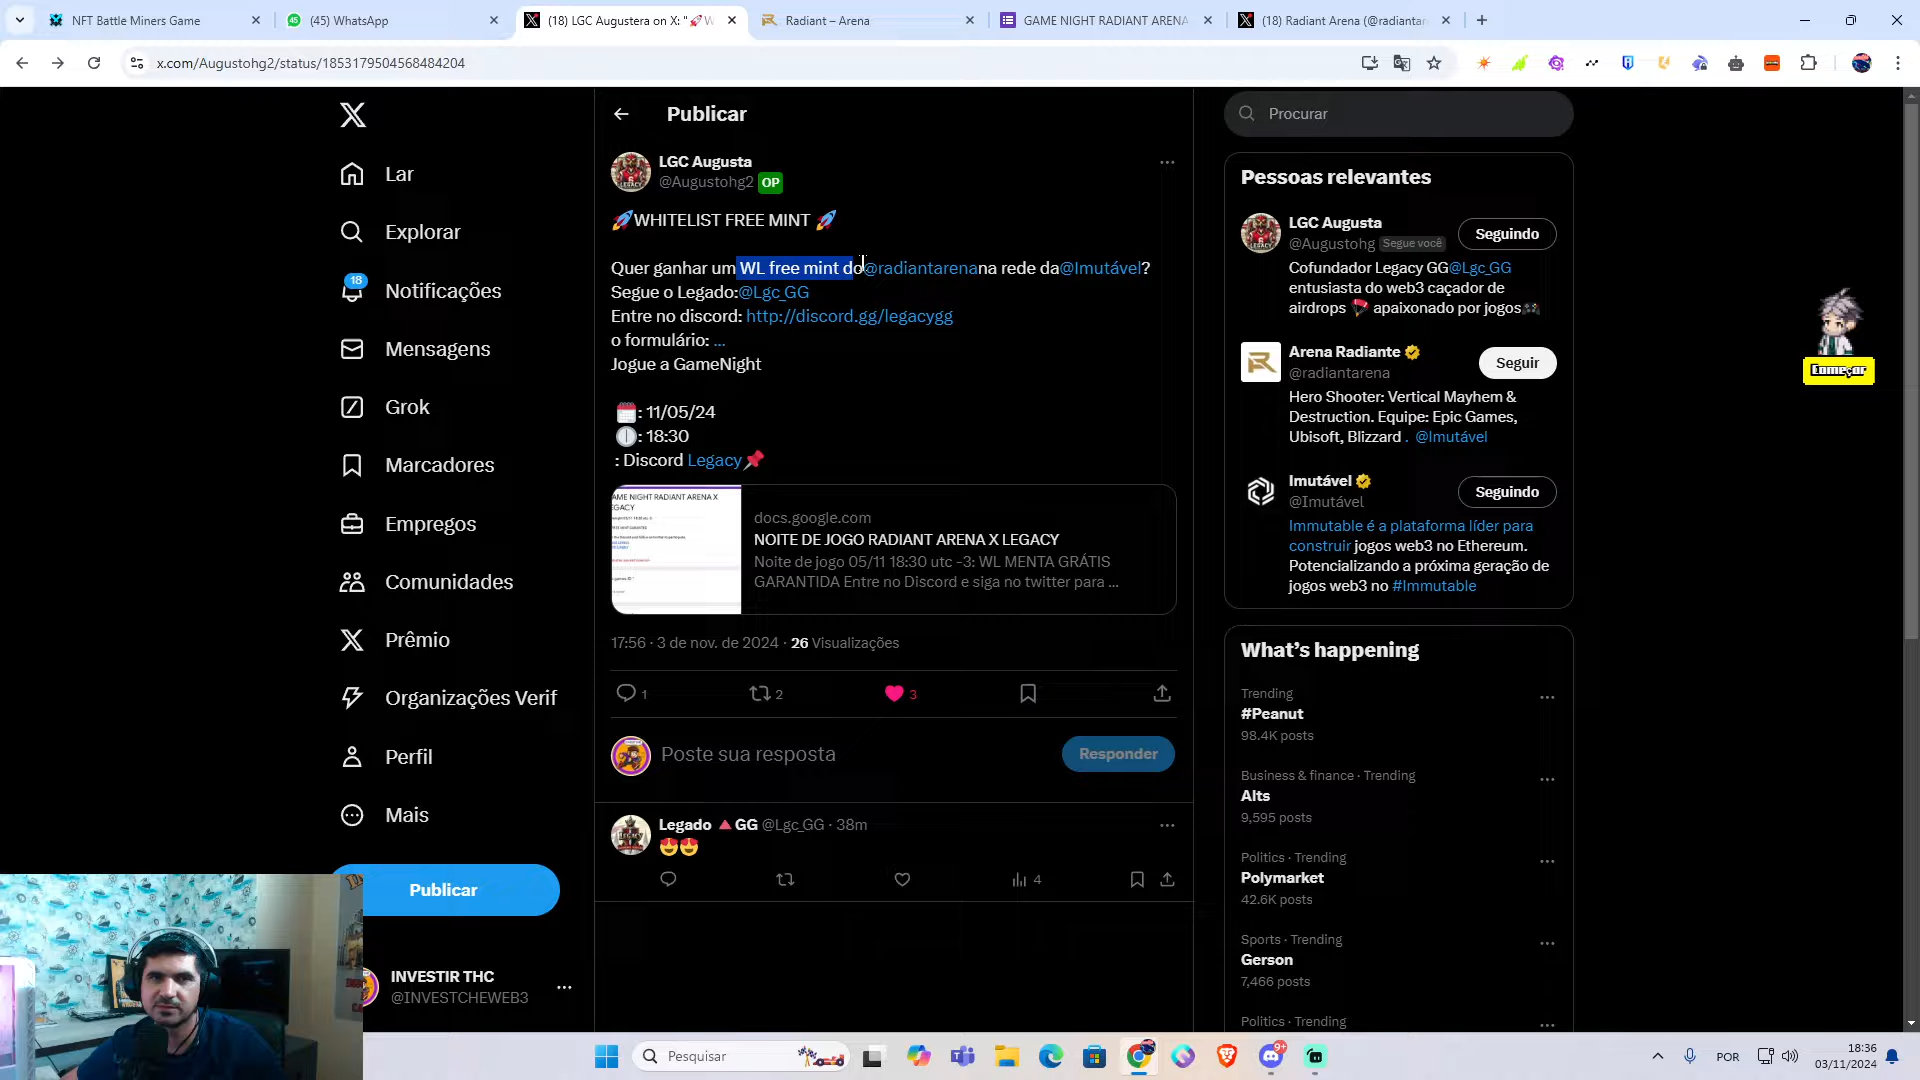 NFT Battle Miners Game
(45) WhatsApp
(18) LGC Augustera on X: "🚀W
Radiant – Arena
GAME NIGHT RADIANT ARENA
(18) Radiant Arena (@radiantar
x.com/Augustohg2/status/1853179504568484204
Publicar
Procurar
Lar
Explorar
18
Notificações
Mensagens
Grok
Marcadores
Empregos
Comunidades
Prêmio
Organizações Verif
Perfil
Mais
Publicar
INVESTIR THC
@INVESTCHEWEB3
LGC Augusta
@Augustohg2 OP
🚀WHITELIST FREE MINT 🚀
Quer ganhar um WL free mint do@radiantarenana rede da@Imutável?
Segue o Legado:@Lgc_GG
Entre no discord: http://discord.gg/legacygg
o formulário: ...
Jogue a GameNight
🗓️: 11/05/24
🕕: 18:30
: Discord Legacy📌
AME NIGHT RADIANT ARENA X
EGACY
docs.google.com
NOITE DE JOGO RADIANT ARENA X LEGACY
Noite de jogo 05/11 18:30 utc -3: WL MENTA GRÁTIS
GARANTIDA Entre no Discord e siga no twitter para ...
17:56 · 3 de nov. de 2024 · 26 Visualizações
1
2
3
Poste sua resposta
Responder
Legado 🔺GG @Lgc_GG · 38m
😍😍
4
Pessoas relevantes
LGC Augusta
@Augustohg Segue você
Seguindo
Cofundador Legacy GG@Lgc_GG
entusiasta do web3 caçador de
airdrops 🪂 apaixonado por jogos🎮
Arena Radiante
@radiantarena
Seguir
Hero Shooter: Vertical Mayhem &
Destruction. Equipe: Epic Games,
Ubisoft, Blizzard . @Imutável
Imutável
@Imutável
Seguindo
Immutable é a plataforma líder para
construir jogos web3 no Ethereum.
Potencializando a próxima geração de
jogos web3 no #Immutable
What's happening
Trending
#Peanut
98.4K posts
Business & finance · Trending
Alts
9,595 posts
Politics · Trending
Polymarket
42.6K posts
Sports · Trending
Gerson
7,466 posts
Politics · Trending
Começar
Pesquisar
9+
POR
18:36
03/11/2024